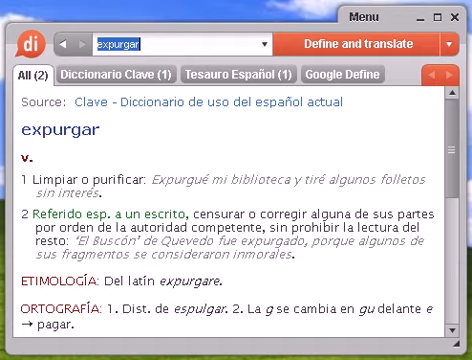 Menu
di
expurgar
Define and translate
All (2)
Diccionario Clave (1)
Tesauro Español (1)
Google Define
Source: Clave - Diccionario de uso del español actual
expurgar
v.
1 Limpiar o purificar: Expurgué mi biblioteca y tiré algunos folletos
sin interés.
2 Referido esp. a un escrito, censurar o corregir alguna de sus partes
por orden de la autoridad competente, sin prohibir la lectura del
resto: 'El Buscón' de Quevedo fue expurgado, porque algunos de
sus fragmentos se consideraron inmorales.
ETIMOLOGÍA: Del latín expurgare.
ORTOGRAFÍA: 1. Dist. de espulgar. 2. La g se cambia en gu delante e
→ pagar.